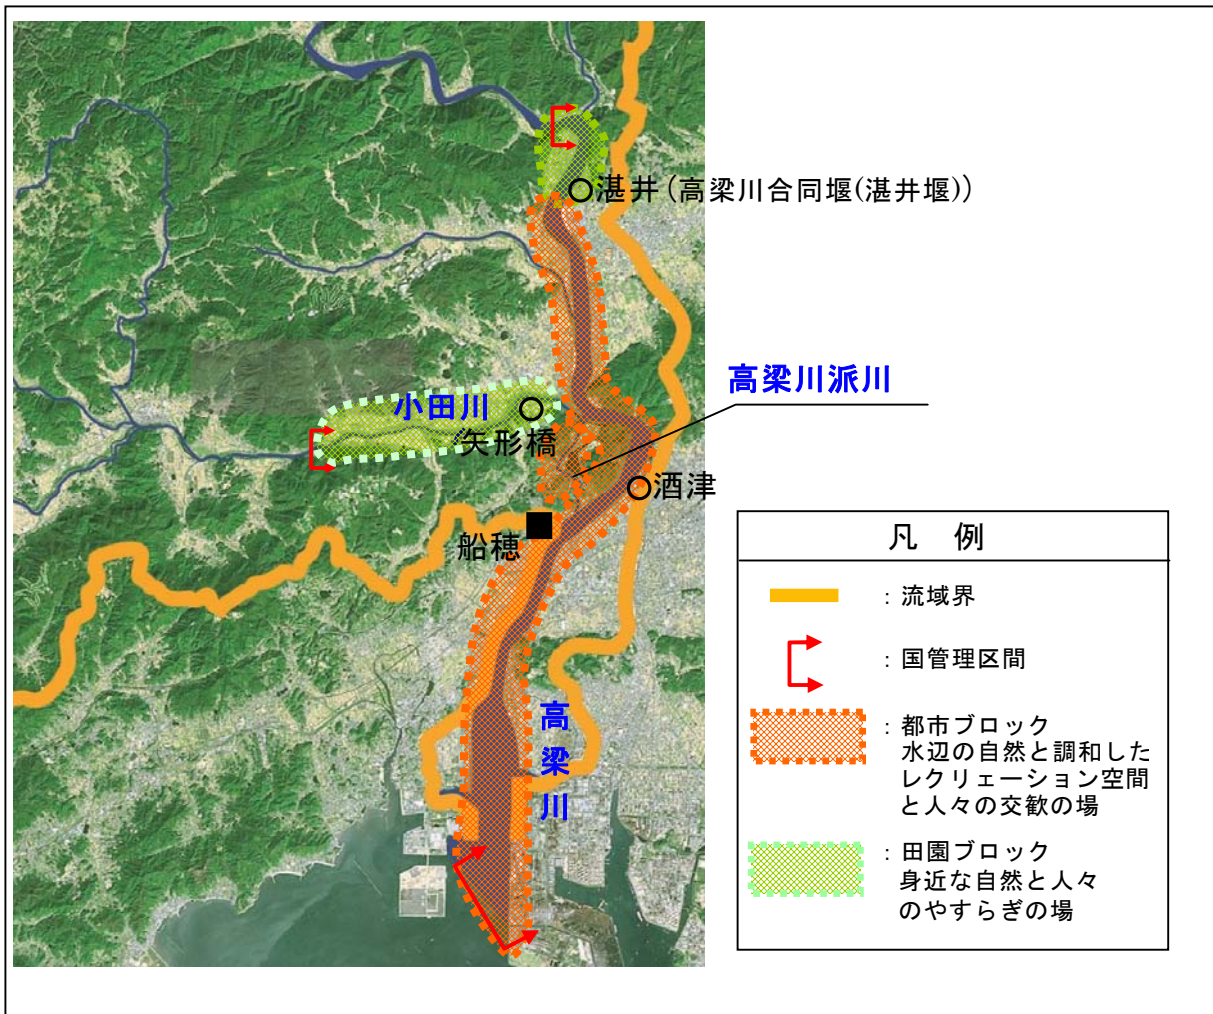 湛井(高梁川合同堰(湛井堰))
高梁川派川
小田川
矢形橋
酒津
船穂
高梁川
凡 例
:流域界
:国管理区間
:都市ブロック
水辺の自然と調和した
レクリェーション空間
と人々の交歓の場
:田園ブロック
身近な自然と人々
のやすらぎの場